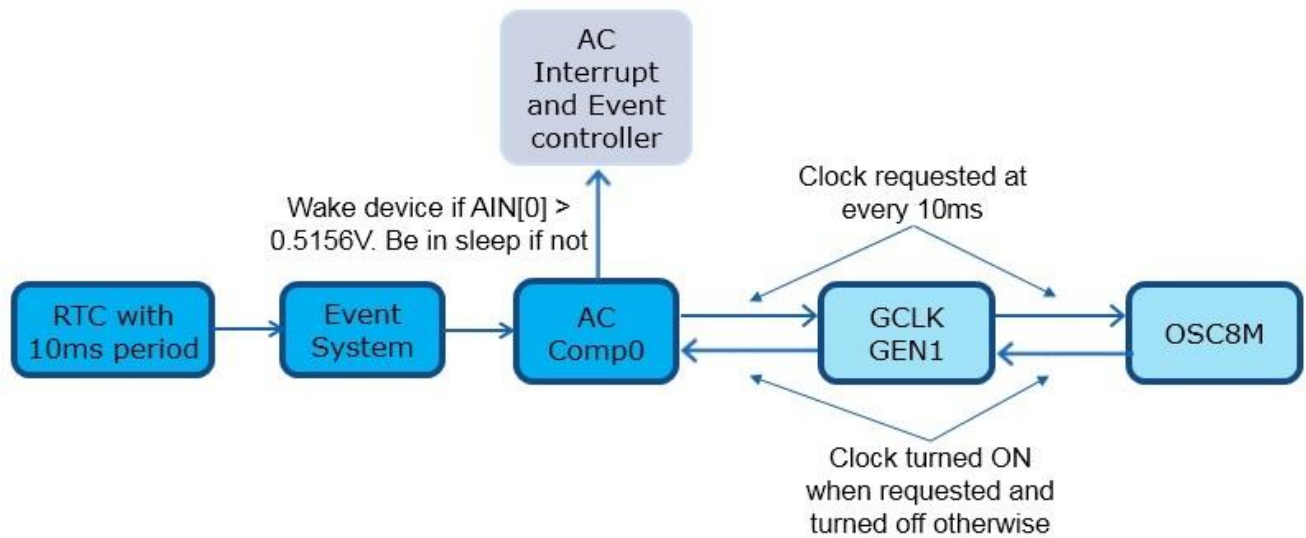 AC
Interrupt
and Event
controller
Wake device if AIN[0] >
0.5156V. Be in sleep if not
Clock requested at
every 10ms
RTC with
10ms period
Event
System
AC
Comp0
GCLK
GEN1
OSC8M
Clock turned ON
when requested and
turned off otherwise